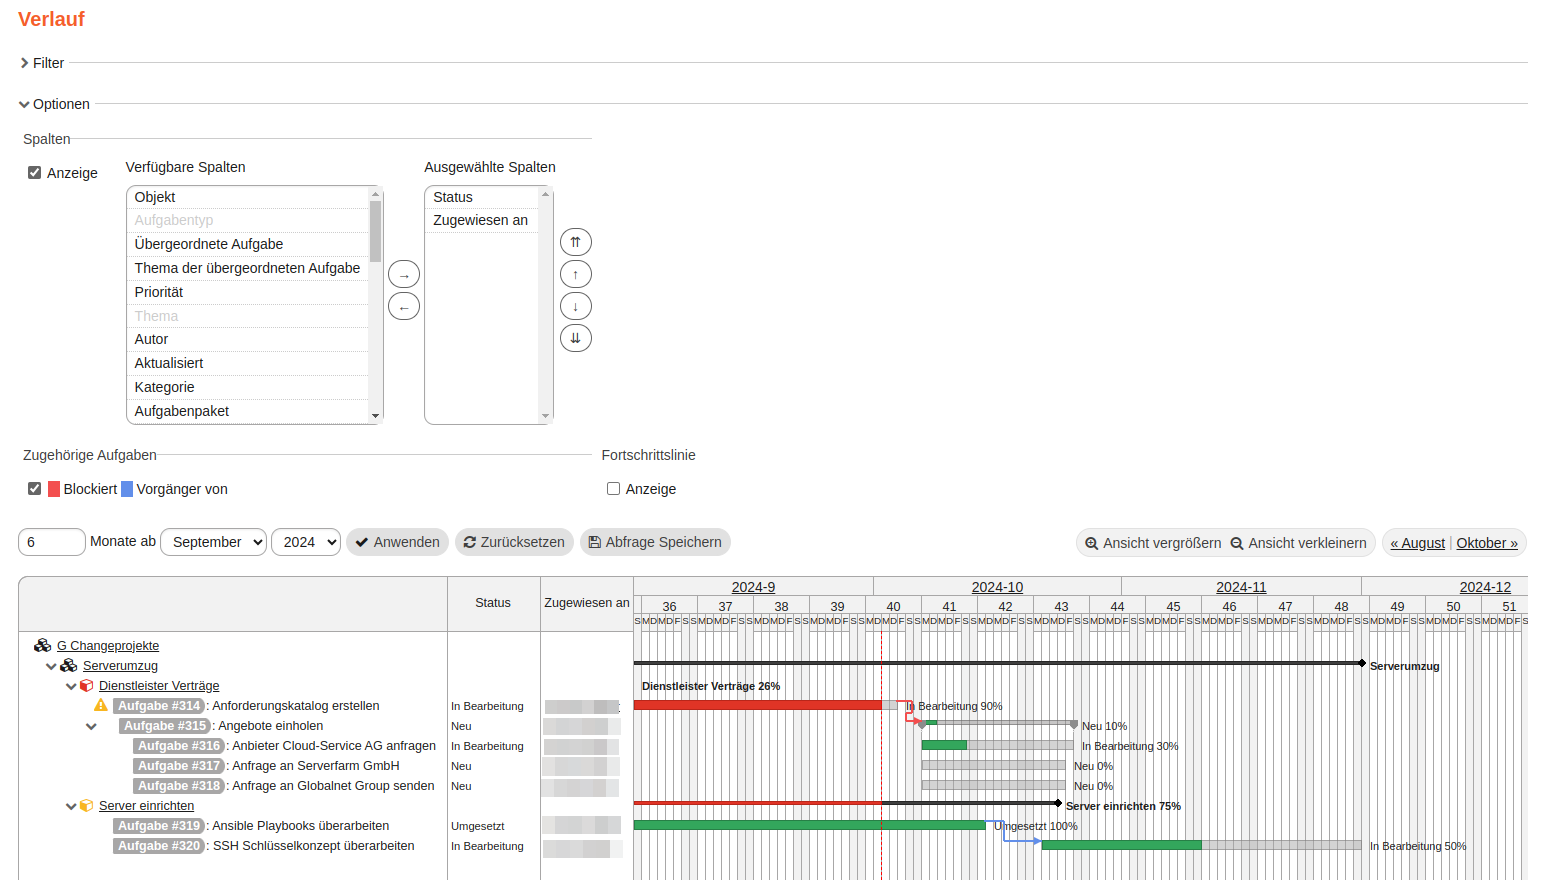 Verlauf
Filter
Optionen
Spalten
Anzeige
Verfügbare Spalten
Objekt
Aufgabentyp
Übergeordnete Aufgabe
Thema der übergeordneten Aufgabe
Priorität
Thema
Autor
Aktualisiert
Kategorie
Aufgabenpaket
→
←
Ausgewählte Spalten
Status
Zugewiesen an
⇈
↑
↓
⇊
Zugehörige Aufgaben
Blockiert Vorgänger von
Fortschrittslinie
Anzeige
6 Monate ab September 2024 Anwenden Zurücksetzen Abfrage Speichern
Ansicht vergrößern Ansicht verkleinern « August | Oktober »
Status Zugewiesen an
2024-9 2024-10 2024-11 2024-12
36 37 38 39 40 41 42 43 44 45 46 47 48 49 50 51
S M D M D F S S M D M D F S S M D M D F S S M D M D F S S M D M D F S S M D M D F S S M D M D F S S M D M D F S S M D M D F S S M D M D F S S M D M D F S S M D M D F S S M D M D F S S M D M D F S S M D M D F S S M D M D F S
G Changeprojekte
Serverumzug Serverumzug
Dienstleister Verträge Dienstleister Verträge 26%
Aufgabe #314: Anforderungskatalog erstellen In Bearbeitung In Bearbeitung 90%
Aufgabe #315: Angebote einholen Neu Neu 10%
Aufgabe #316: Anbieter Cloud-Service AG anfragen In Bearbeitung In Bearbeitung 30%
Aufgabe #317: Anfrage an Serverfarm GmbH Neu Neu 0%
Aufgabe #318: Anfrage an Globalnet Group senden Neu Neu 0%
Server einrichten Server einrichten 75%
Aufgabe #319: Ansible Playbooks überarbeiten Umgesetzt Umgesetzt 100%
Aufgabe #320: SSH Schlüsselkonzept überarbeiten In Bearbeitung In Bearbeitung 50%